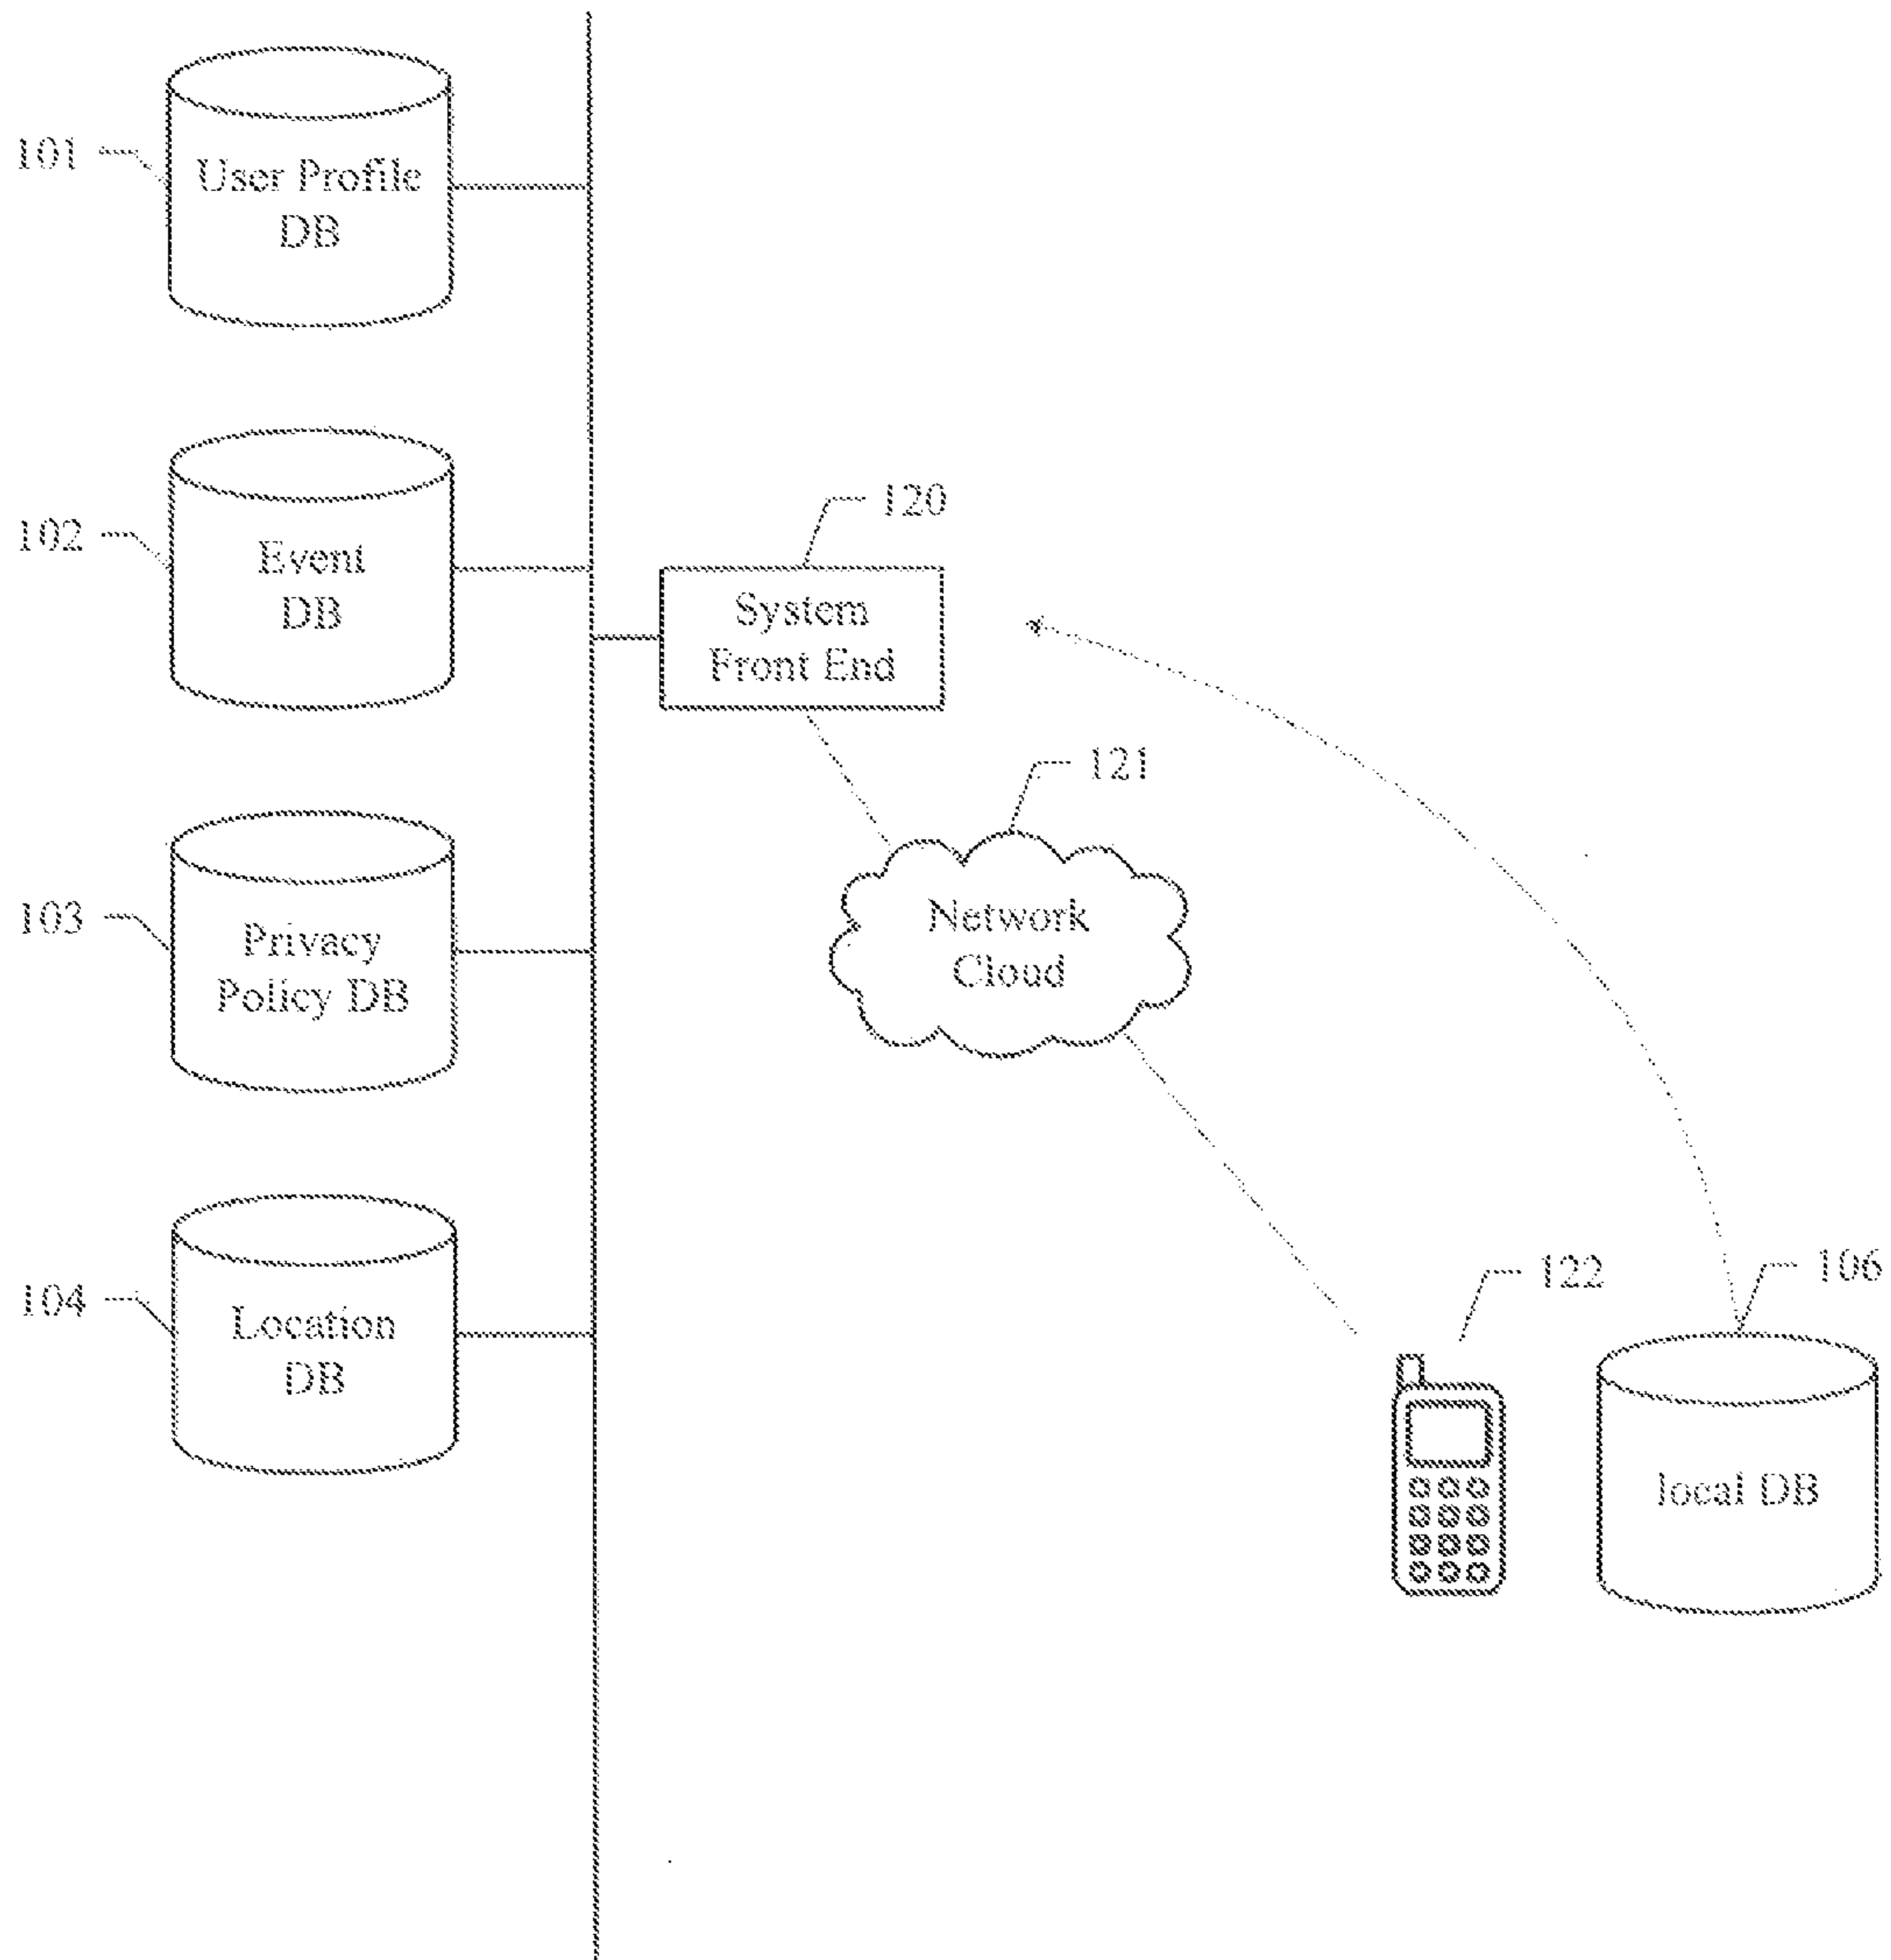 101
User Profile
DB
102
Event
DB
120
System
Front End
121
Network
Cloud
103
Privacy
Policy DB
104
Location
DB
122
106
local DB